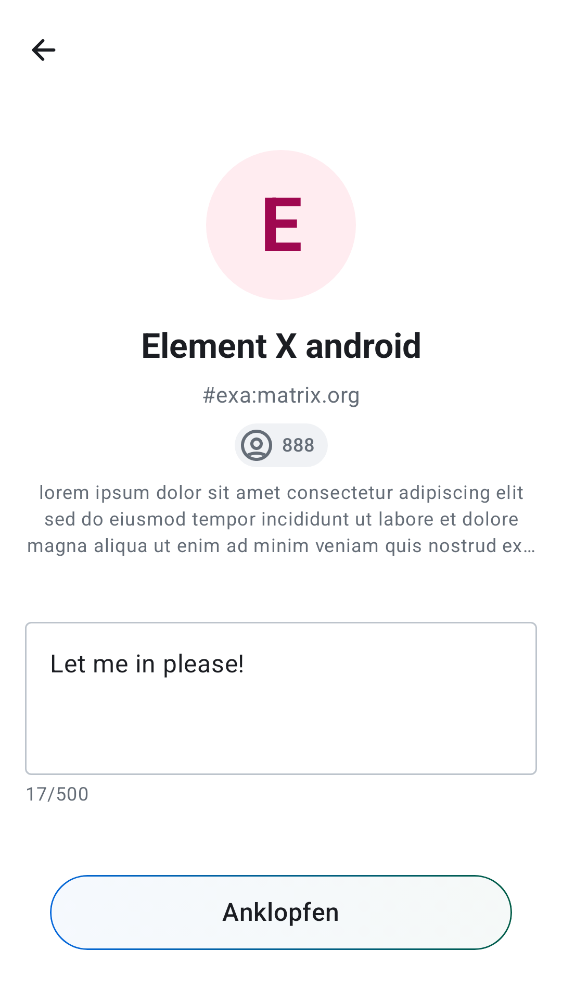 E
Element X android
#exa:matrix.org
888
lorem ipsum dolor sit amet consectetur adipiscing elit
sed do eiusmod tempor incididunt ut labore et dolore
magna aliqua ut enim ad minim veniam quis nostrud ex…
Let me in please!
17/500
Anklopfen